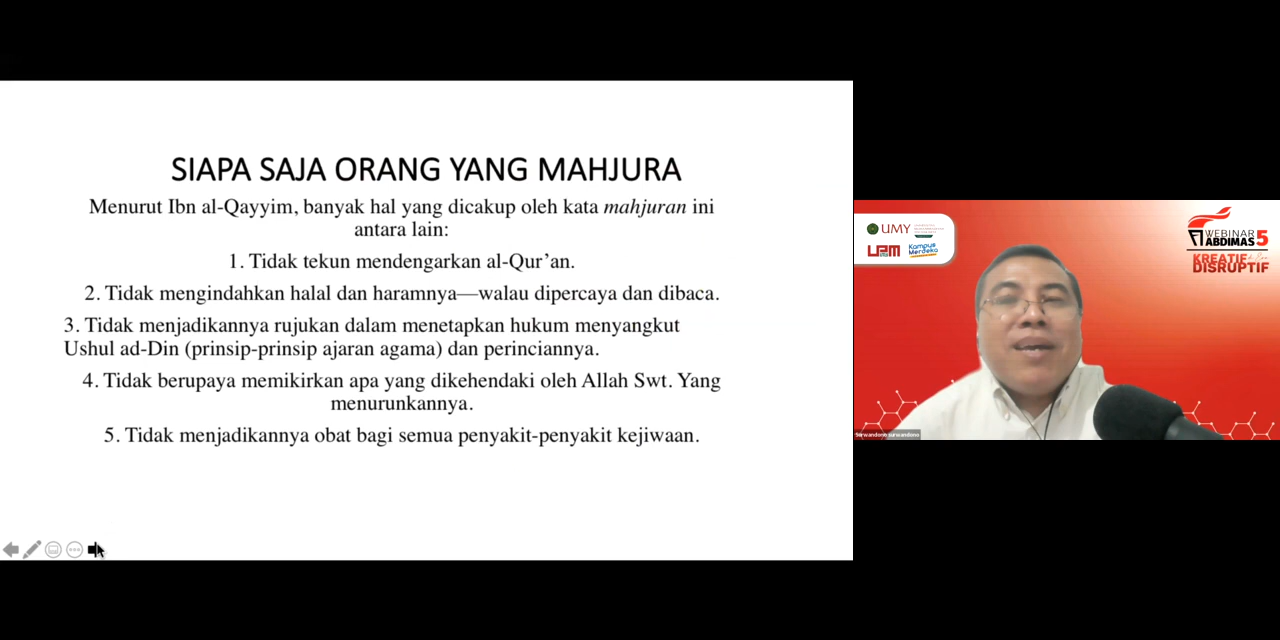 SIAPA SAJA ORANG YANG MAHJURA
Menurut Ibn al-Qayyim, banyak hal yang dicakup oleh kata mahjuran ini
antara lain:
1. Tidak tekun mendengarkan al-Qur’an.
2. Tidak mengindahkan halal dan haramnya—walau dipercaya dan dibaca.
3. Tidak menjadikannya rujukan dalam menetapkan hukum menyangkut
Ushul ad-Din (prinsip-prinsip ajaran agama) dan perinciannya.
4. Tidak berupaya memikirkan apa yang dikehendaki oleh Allah Swt. Yang
menurunkannya.
5. Tidak menjadikannya obat bagi semua penyakit-penyakit kejiwaan.
UMY
LPM
Kampus
Merdeka
WEBINAR
ABDIMAS 5
KREATIF
DISRUPTIF
Surwandono surwandono